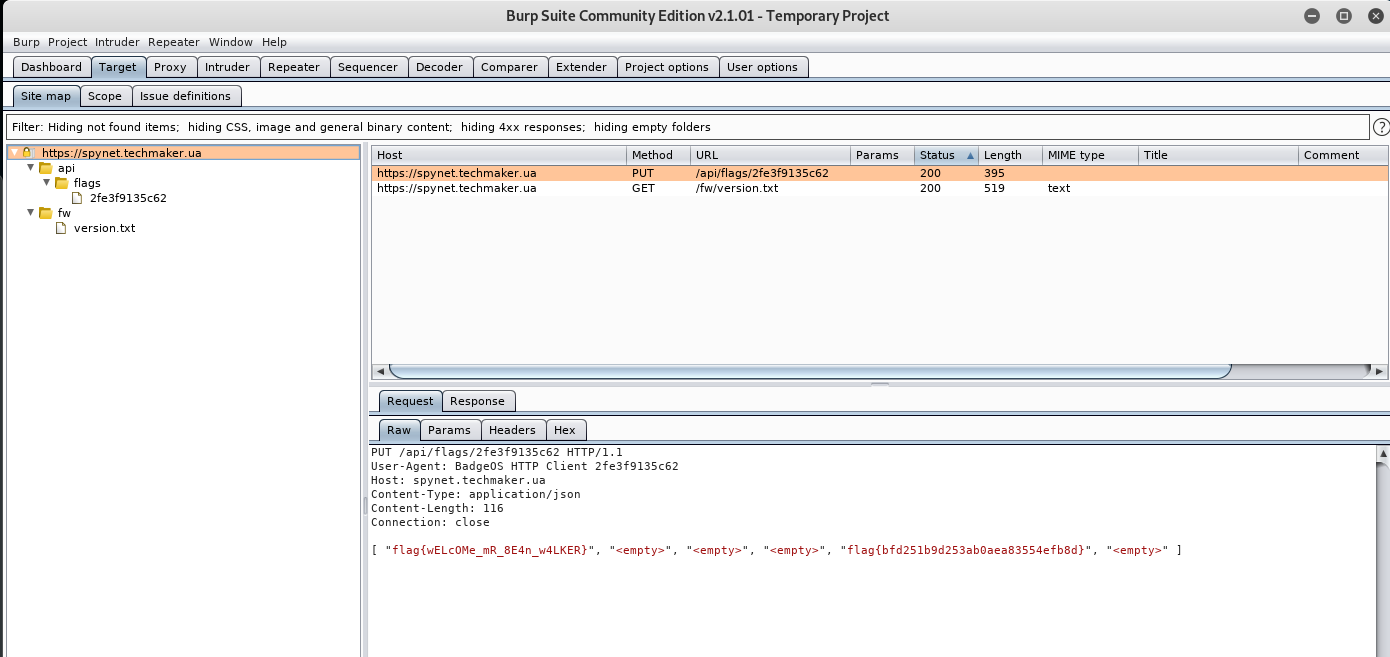 Burp Suite Community Edition v2.1.01 - Temporary Project
Burp Project Intruder Repeater Window Help
Dashboard Target Proxy Intruder Repeater Sequencer Decoder Comparer Extender Project options User options
Site map Scope Issue definitions
Filter: Hiding not found items; hiding CSS, image and general binary content; hiding 4xx responses; hiding empty folders
?
https://spynet.techmaker.ua
api
flags
2fe3f9135c62
fw
version.txt
Host Method URL Params Status Length MIME type Title Comment
https://spynet.techmaker.ua PUT /api/flags/2fe3f9135c62 200 395
https://spynet.techmaker.ua GET /fw/version.txt 200 519 text
Request Response
Raw Params Headers Hex
PUT /api/flags/2fe3f9135c62 HTTP/1.1
User-Agent: BadgeOS HTTP Client 2fe3f9135c62
Host: spynet.techmaker.ua
Content-Type: application/json
Content-Length: 116
Connection: close
[ "flag{wELcOMe_mR_8E4n_w4LKER}", "<empty>", "<empty>", "<empty>", "flag{bfd251b9d253ab0aea83554efb8d}", "<empty>" ]